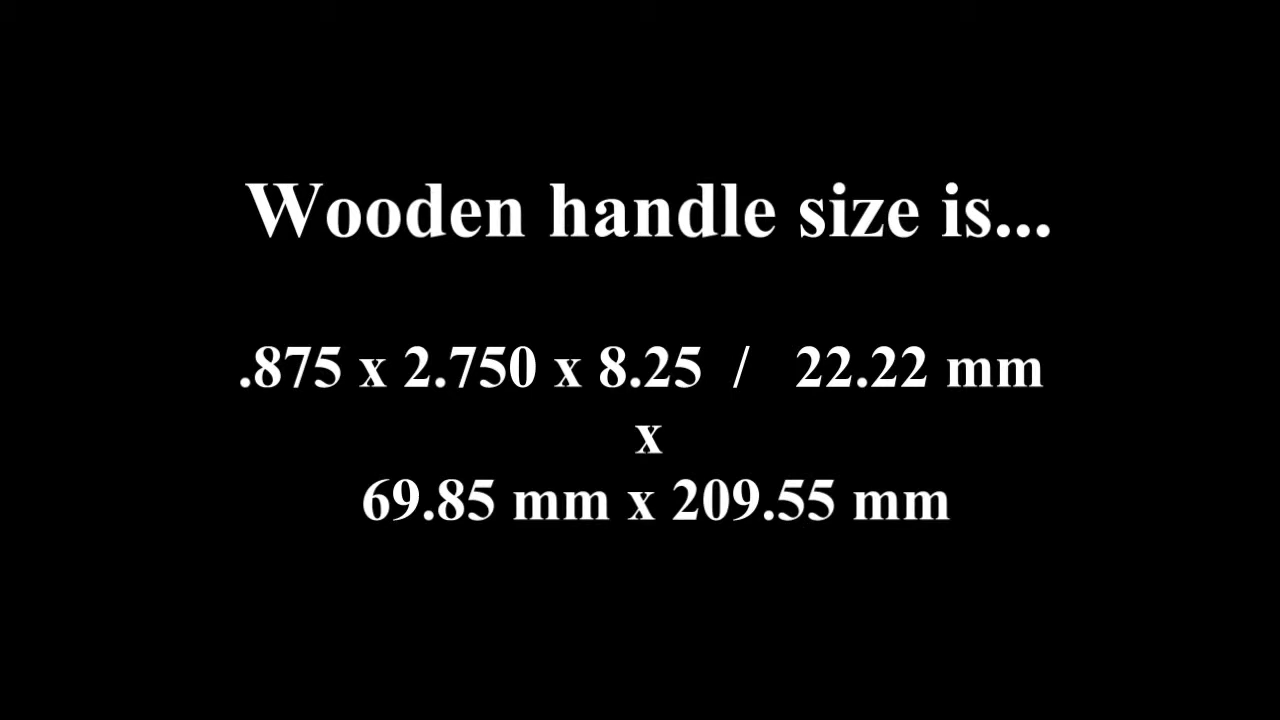 Wooden handle size is...
.875 x 2.750 x 8.25 / 22.22 mm
x
69.85 mm x 209.55 mm